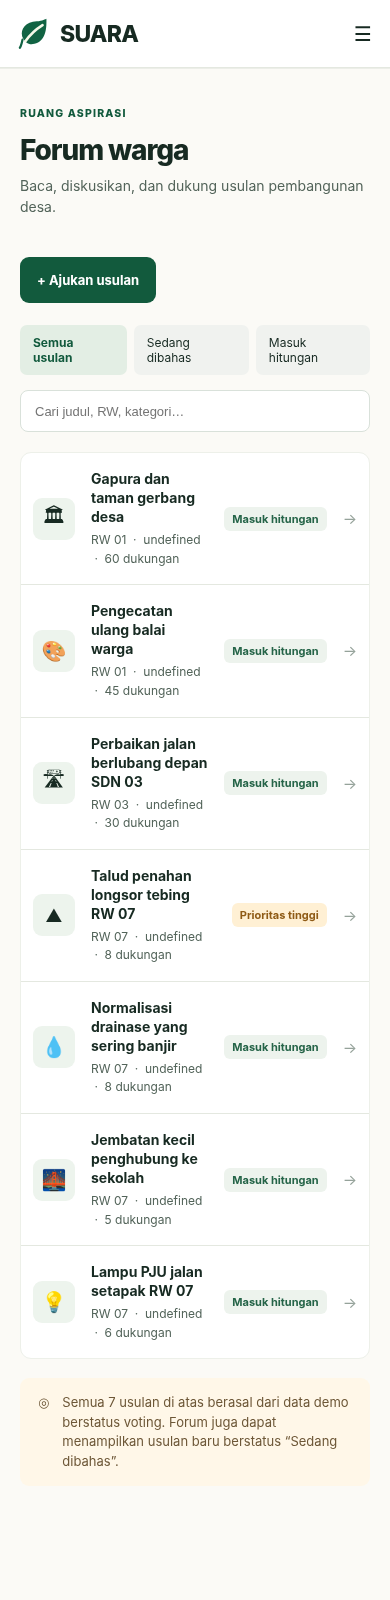 SUARA
☰
RUANG ASPIRASI
Forum warga
Baca, diskusikan, dan dukung usulan pembangunan
desa.
+ Ajukan usulan
Semua
usulan
Sedang
dibahas
Masuk
hitungan
Cari judul, RW, kategori...
Gapura dan
taman gerbang
desa
RW 01 · undefined
· 60 dukungan
Masuk hitungan →
Pengecatan
ulang balai
warga
RW 01 · undefined
· 45 dukungan
Masuk hitungan →
Perbaikan jalan
berlubang depan
SDN 03
RW 03 · undefined
· 30 dukungan
Masuk hitungan →
Talud penahan
longsor tebing
RW 07
RW 07 · undefined
· 8 dukungan
Prioritas tinggi →
Normalisasi
drainase yang
sering banjir
RW 07 · undefined
· 8 dukungan
Masuk hitungan →
Jembatan kecil
penghubung ke
sekolah
RW 07 · undefined
· 5 dukungan
Masuk hitungan →
Lampu PJU jalan
setapak RW 07
RW 07 · undefined
· 6 dukungan
Masuk hitungan →
◎ Semua 7 usulan di atas berasal dari data demo
berstatus voting. Forum juga dapat
menampilkan usulan baru berstatus “Sedang
dibahas”.